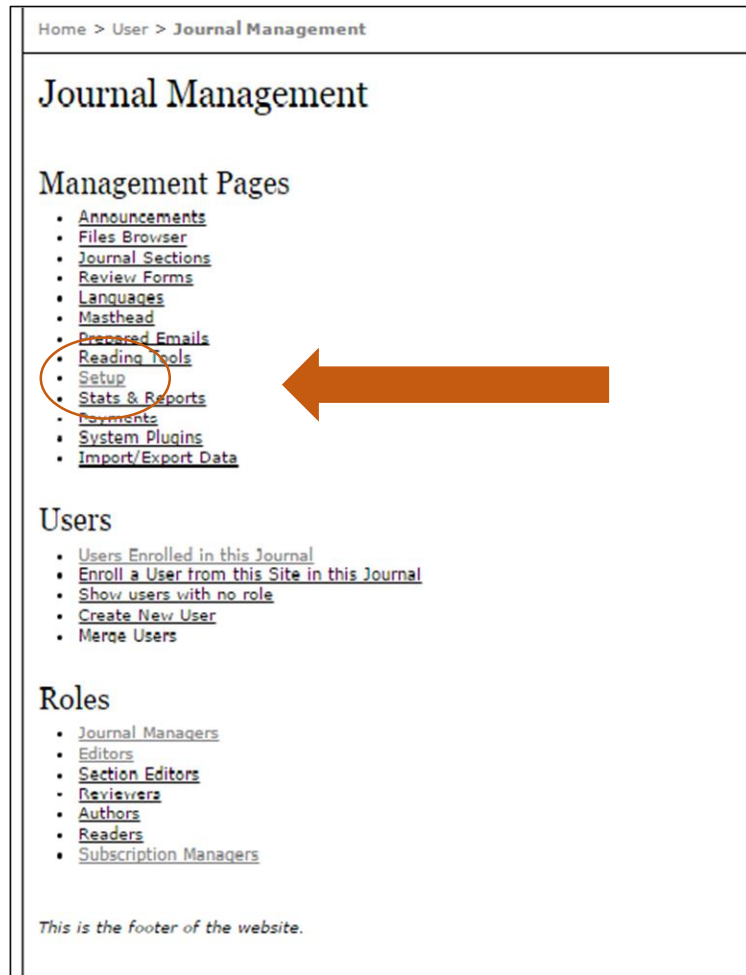 Home > User > Journal Management
Journal Management
Management Pages
Announcements
Files Browser
Journal Sections
Review Forms
Languages
Masthead
Prepared Emails
Reading Tools
Setup
Stats & Reports
Payments
System Plugins
Import/Export Data
Users
Users Enrolled in this Journal
Enroll a User from this Site in this Journal
Show users with no role
Create New User
Merge Users
Roles
Journal Managers
Editors
Section Editors
Reviewers
Authors
Readers
Subscription Managers
This is the footer of the website.